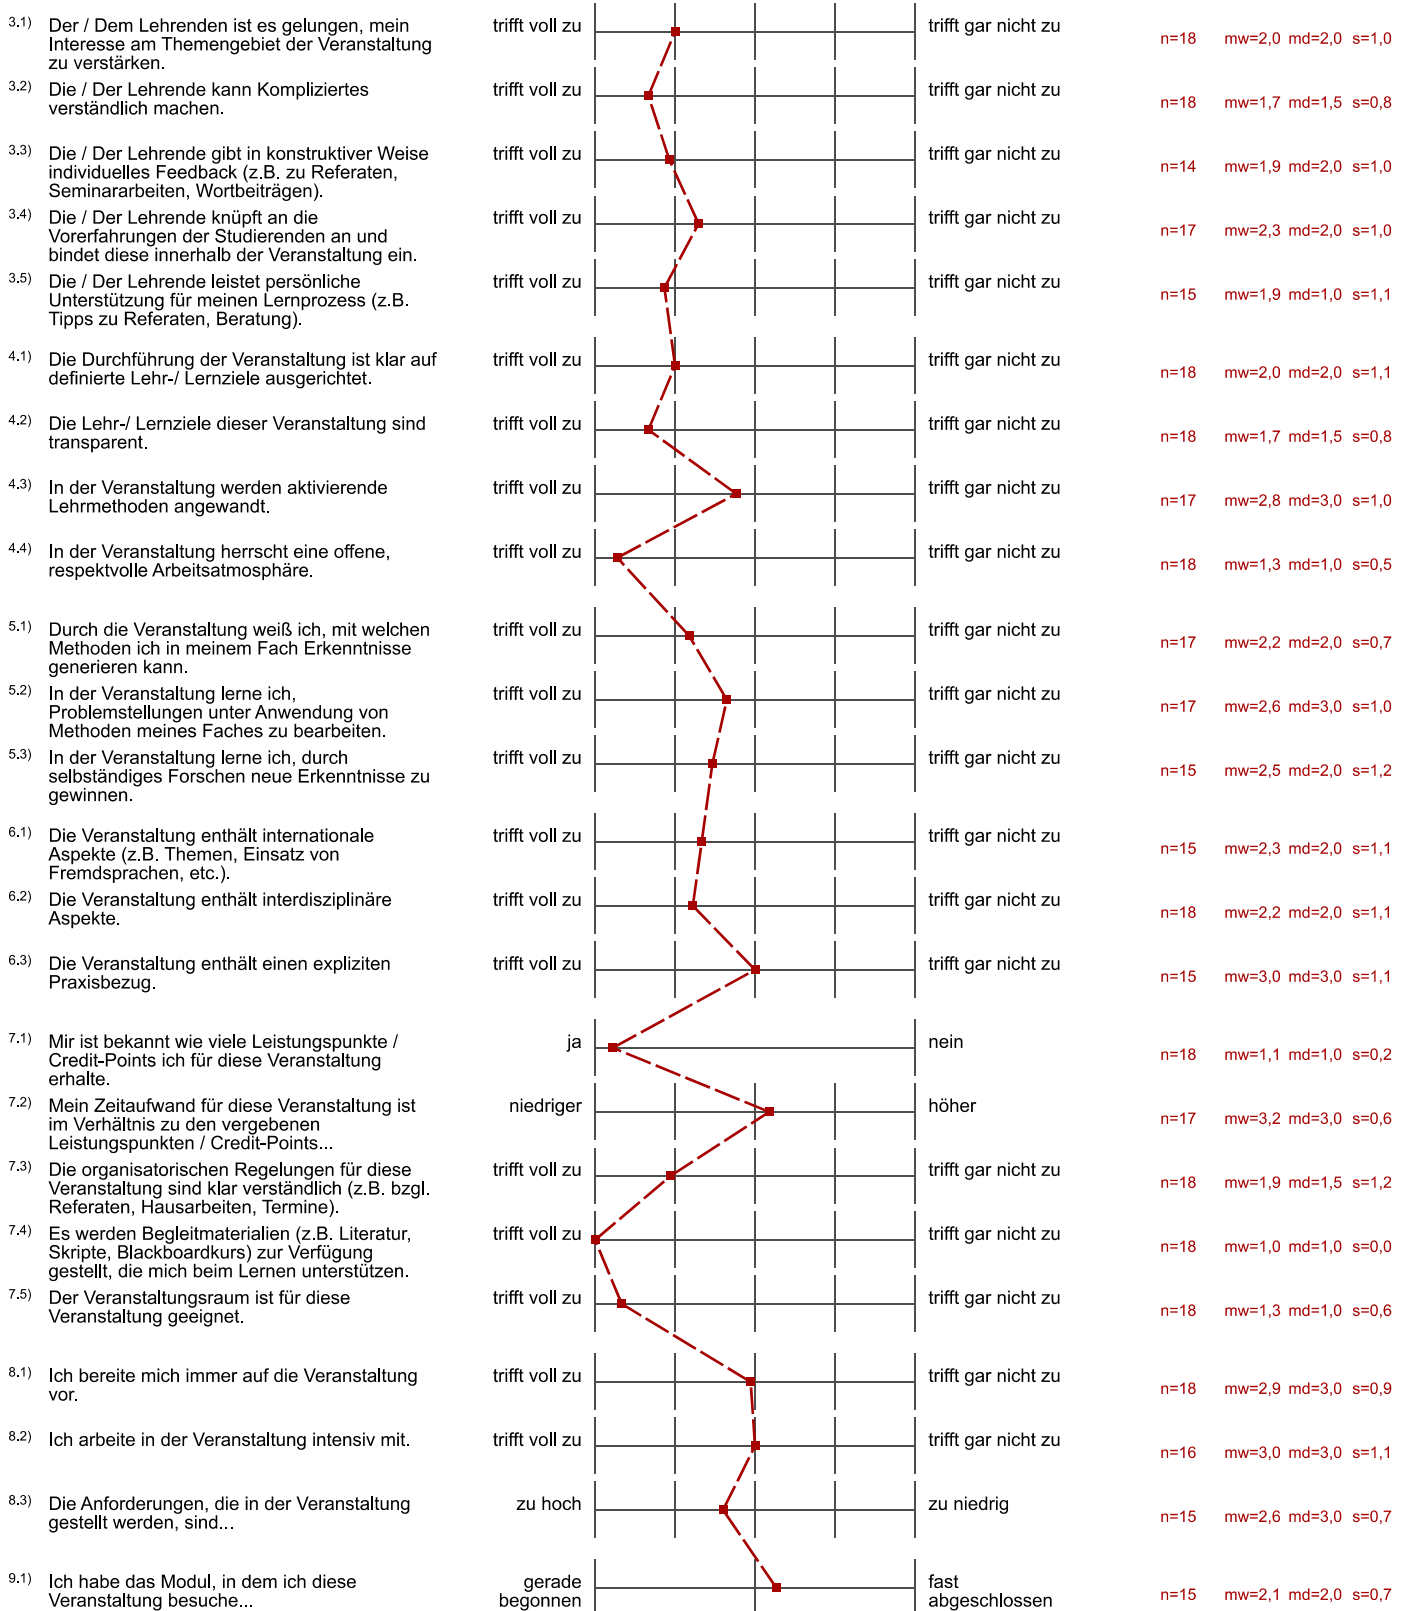 3.1) Der / Dem Lehrenden ist es gelungen, mein trifft voll zu trifft gar nicht zu
Interesse am Themengebiet der Veranstaltung n=18 mw=2,0 md=2,0 s=1,0
zu verstärken.
3.2) Die / Der Lehrende kann Kompliziertes trifft voll zu trifft gar nicht zu
verständlich machen. n=18 mw=1,7 md=1,5 s=0,8
3.3) Die / Der Lehrende gibt in konstruktiver Weise trifft voll zu trifft gar nicht zu
individuelles Feedback (z.B. zu Referaten, n=14 mw=1,9 md=2,0 s=1,0
Seminararbeiten, Wortbeiträgen).
3.4) Die / Der Lehrende knüpft an die trifft voll zu trifft gar nicht zu
Vorerfahrungen der Studierenden an und n=17 mw=2,3 md=2,0 s=1,0
bindet diese innerhalb der Veranstaltung ein.
3.5) Die / Der Lehrende leistet persönliche trifft voll zu trifft gar nicht zu
Unterstützung für meinen Lernprozess (z.B. n=15 mw=1,9 md=1,0 s=1,1
Tipps zu Referaten, Beratung).
4.1) Die Durchführung der Veranstaltung ist klar auf trifft voll zu trifft gar nicht zu
definierte Lehr-/ Lernziele ausgerichtet. n=18 mw=2,0 md=2,0 s=1,1
4.2) Die Lehr-/ Lernziele dieser Veranstaltung sind trifft voll zu trifft gar nicht zu
transparent. n=18 mw=1,7 md=1,5 s=0,8
4.3) In der Veranstaltung werden aktivierende trifft voll zu trifft gar nicht zu
Lehrmethoden angewandt. n=17 mw=2,8 md=3,0 s=1,0
4.4) In der Veranstaltung herrscht eine offene, trifft voll zu trifft gar nicht zu
respektvolle Arbeitsatmosphäre. n=18 mw=1,3 md=1,0 s=0,5
5.1) Durch die Veranstaltung weiß ich, mit welchen trifft voll zu trifft gar nicht zu
Methoden ich in meinem Fach Erkenntnisse n=17 mw=2,2 md=2,0 s=0,7
generieren kann.
5.2) In der Veranstaltung lerne ich, trifft voll zu trifft gar nicht zu
Problemstellungen unter Anwendung von n=17 mw=2,6 md=3,0 s=1,0
Methoden meines Faches zu bearbeiten.
5.3) In der Veranstaltung lerne ich, durch trifft voll zu trifft gar nicht zu
selbständiges Forschen neue Erkenntnisse zu n=15 mw=2,5 md=2,0 s=1,2
gewinnen.
6.1) Die Veranstaltung enthält internationale trifft voll zu trifft gar nicht zu
Aspekte (z.B. Themen, Einsatz von n=15 mw=2,3 md=2,0 s=1,1
Fremdsprachen, etc.).
6.2) Die Veranstaltung enthält interdisziplinäre trifft voll zu trifft gar nicht zu
Aspekte. n=18 mw=2,2 md=2,0 s=1,1
6.3) Die Veranstaltung enthält einen expliziten trifft voll zu trifft gar nicht zu
Praxisbezug. n=15 mw=3,0 md=3,0 s=1,1
7.1) Mir ist bekannt wie viele Leistungspunkte / ja nein
Credit-Points ich für diese Veranstaltung n=18 mw=1,1 md=1,0 s=0,2
erhalte.
7.2) Mein Zeitaufwand für diese Veranstaltung ist niedriger höher
im Verhältnis zu den vergebenen n=17 mw=3,2 md=3,0 s=0,6
Leistungspunkten / Credit-Points...
7.3) Die organisatorischen Regelungen für diese trifft voll zu trifft gar nicht zu
Veranstaltung sind klar verständlich (z.B. bzgl. n=18 mw=1,9 md=1,5 s=1,2
Referaten, Hausarbeiten, Termine).
7.4) Es werden Begleitmaterialien (z.B. Literatur, trifft voll zu trifft gar nicht zu
Skripte, Blackboardkurs) zur Verfügung n=18 mw=1,0 md=1,0 s=0,0
gestellt, die mich beim Lernen unterstützen.
7.5) Der Veranstaltungsraum ist für diese trifft voll zu trifft gar nicht zu
Veranstaltung geeignet. n=18 mw=1,3 md=1,0 s=0,6
8.1) Ich bereite mich immer auf die Veranstaltung trifft voll zu trifft gar nicht zu
vor. n=18 mw=2,9 md=3,0 s=0,9
8.2) Ich arbeite in der Veranstaltung intensiv mit. trifft voll zu trifft gar nicht zu
n=16 mw=3,0 md=3,0 s=1,1
8.3) Die Anforderungen, die in der Veranstaltung zu hoch zu niedrig
gestellt werden, sind... n=15 mw=2,6 md=3,0 s=0,7
9.1) Ich habe das Modul, in dem ich diese gerade fast
Veranstaltung besuche... begonnen abgeschlossen n=15 mw=2,1 md=2,0 s=0,7